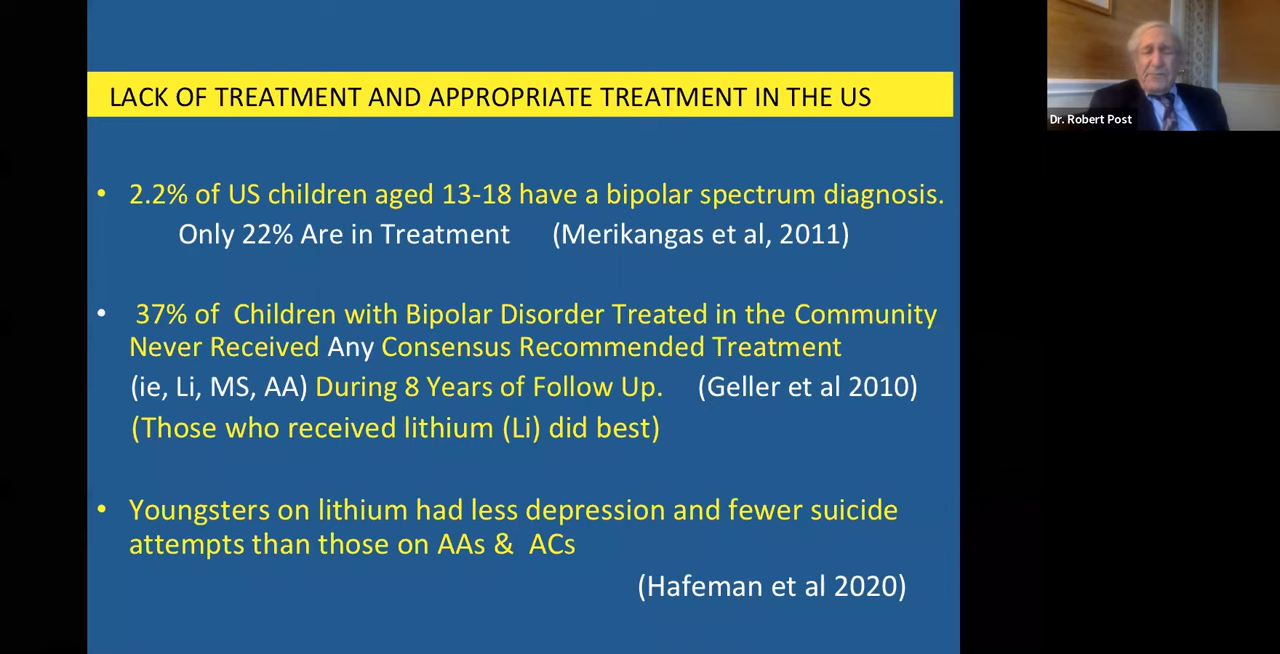 LACK OF TREATMENT AND APPROPRIATE TREATMENT IN THE US
• 2.2% of US children aged 13-18 have a bipolar spectrum diagnosis.
Only 22% Are in Treatment (Merikangas et al, 2011)
• 37% of Children with Bipolar Disorder Treated in the Community
Never Received Any Consensus Recommended Treatment
(ie, Li, MS, AA) During 8 Years of Follow Up. (Geller et al 2010)
(Those who received lithium (Li) did best)
• Youngsters on lithium had less depression and fewer suicide
attempts than those on AAs & ACs
(Hafeman et al 2020)
Dr. Robert Post